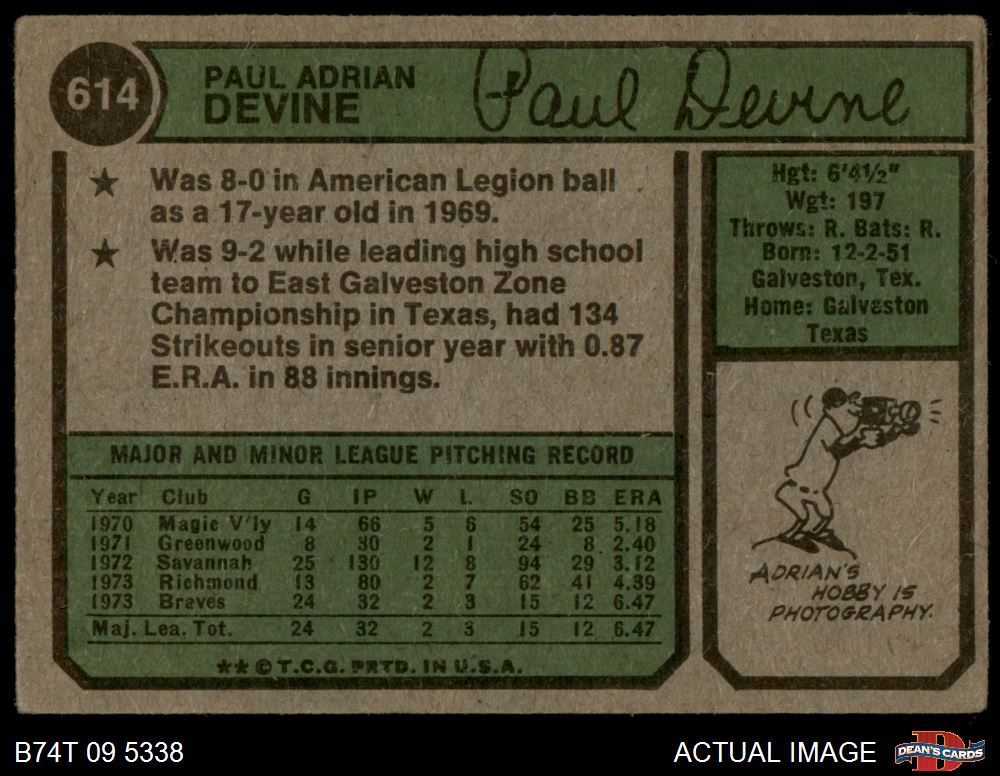 614
PAUL ADRIAN
DEVINE
Paul Devine
★ Was 8-0 in American Legion ball
as a 17-year old in 1969.
★ Was 9-2 while leading high school
team to East Galveston Zone
Championship in Texas, had 134
Strikeouts in senior year with 0.87
E.R.A. in 88 innings.
Hgt: 6'4½"
Wgt: 197
Throws: R. Bats: R.
Born: 12-2-51
Galveston, Tex.
Home: Galveston
Texas
MAJOR AND MINOR LEAGUE PITCHING RECORD
Year Club G IP W L SO BB ERA
1970 Magic V'ly 14 66 5 6 54 25 5.18
1971 Greenwood 8 30 2 1 24 8 2.40
1972 Savannah 25 130 12 8 94 29 3.12
1973 Richmond 13 80 2 7 62 41 4.39
1973 Braves 24 32 2 3 15 12 6.47
Maj. Lea. Tot. 24 32 2 3 15 12 6.47
★★ © T.C.G. PRTD. IN U.S.A.
ADRIAN'S
HOBBY IS
PHOTOGRAPHY.
B74T 09 5338
ACTUAL IMAGE
DEAN'S CARDS